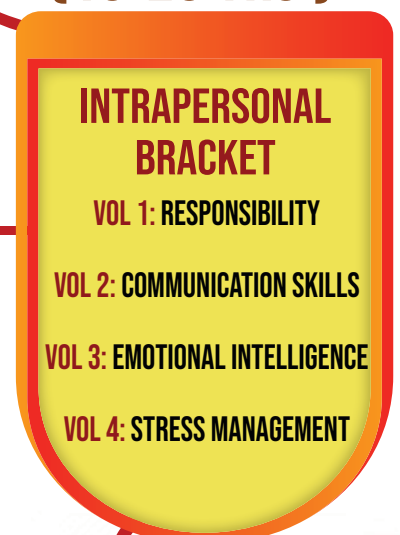 INTRAPERSONAL
BRACKET
VOL 1: RESPONSIBILITY
VOL 2: COMMUNICATION SKILLS
VOL 3: EMOTIONAL INTELLIGENCE
VOL 4: STRESS MANAGEMENT